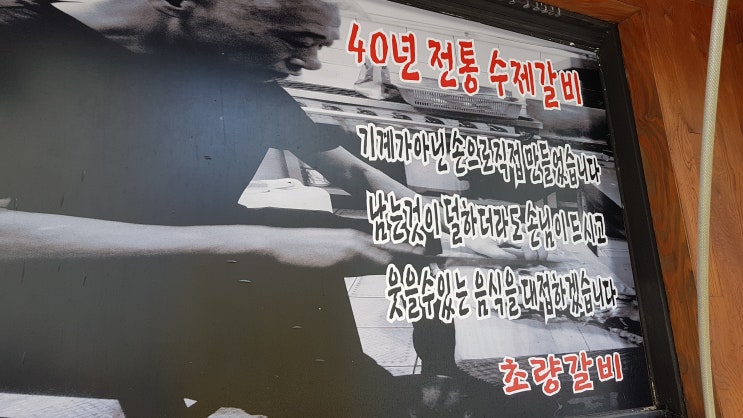 40년 전통 수제갈비
기계가아닌 손으로직접 만들었습니다
남는것이 덜하더라도 손님이 드시고
웃을수있는 음식을 대접하겠습니다
초량갈비